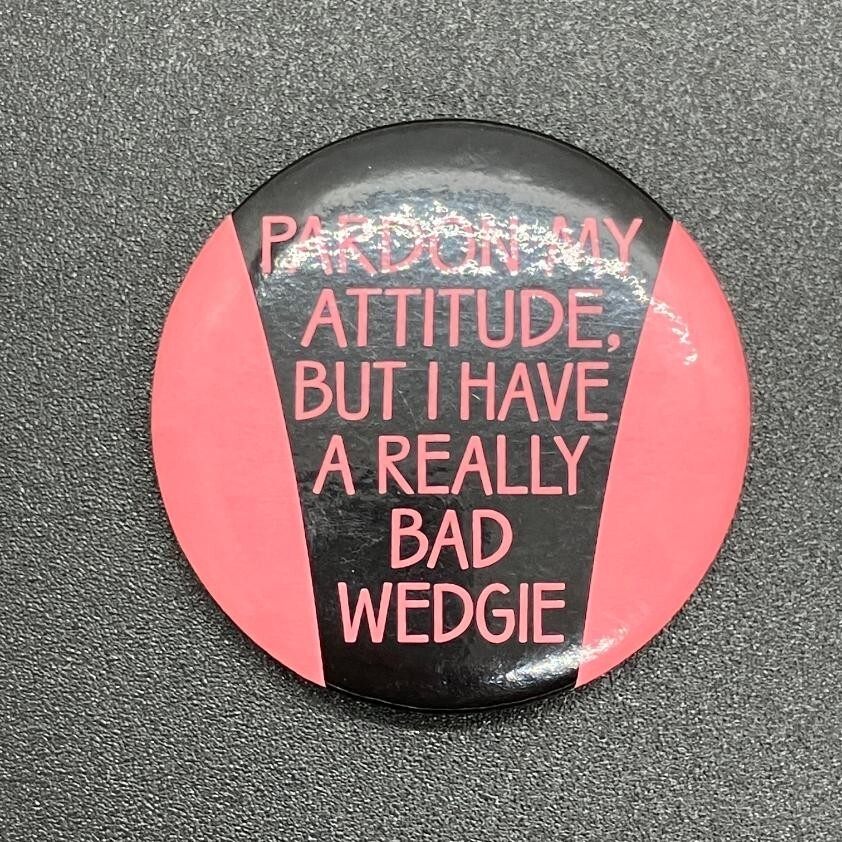 PARDON MY
ATTITUDE,
BUT I HAVE
A REALLY
BAD
WEDGIE